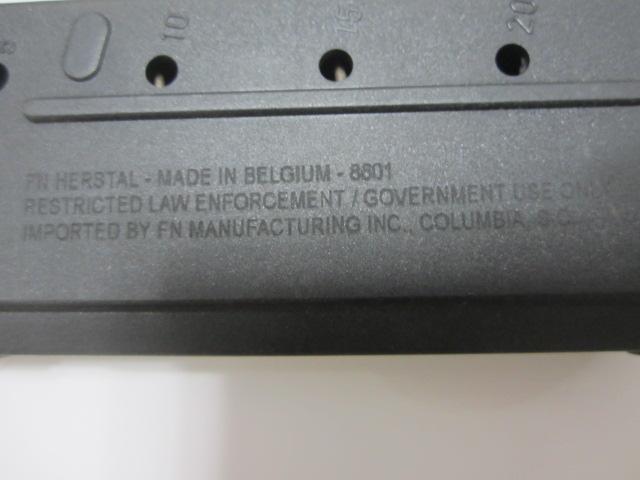 10 15 20
FN HERSTAL - MADE IN BELGIUM - 8801
RESTRICTED LAW ENFORCEMENT / GOVERNMENT USE ONLY
IMPORTED BY FN MANUFACTURING INC., COLUMBIA, S.C.